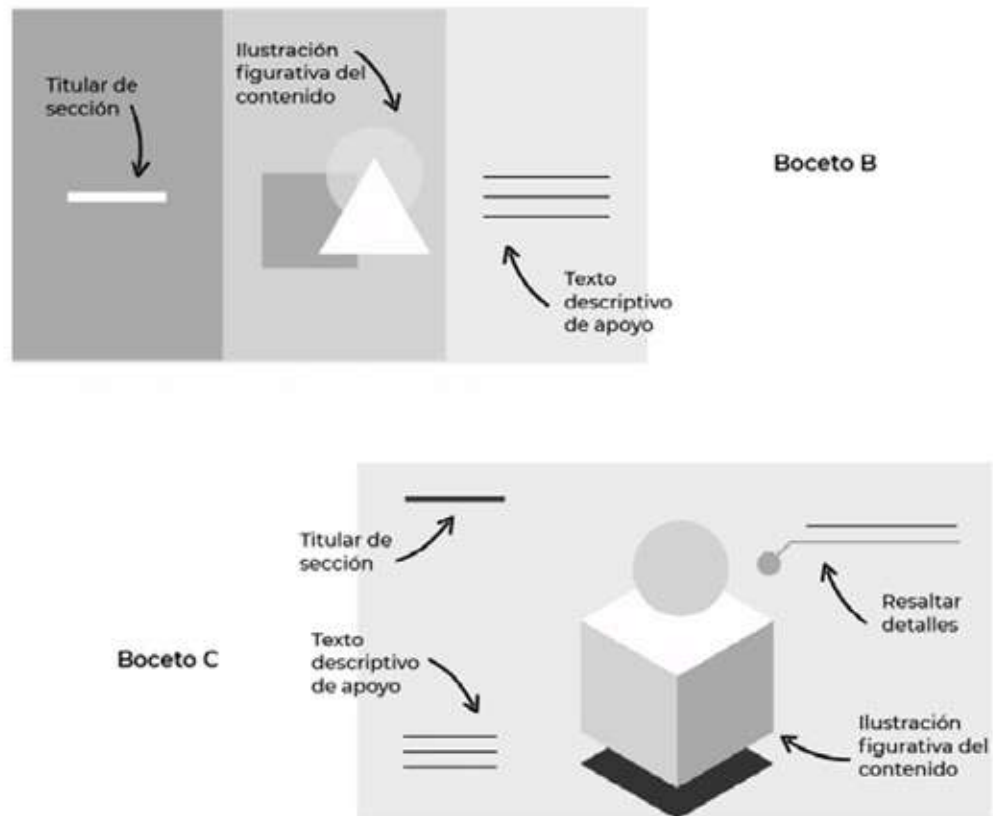 Ilustración
figurativa del
contenido
Titular de
sección
Boceto B
Texto
descriptivo
de apoyo
Titular de
sección
Resaltar
detalles
Texto
descriptivo
de apoyo
Boceto C
Ilustración
figurativa del
contenido